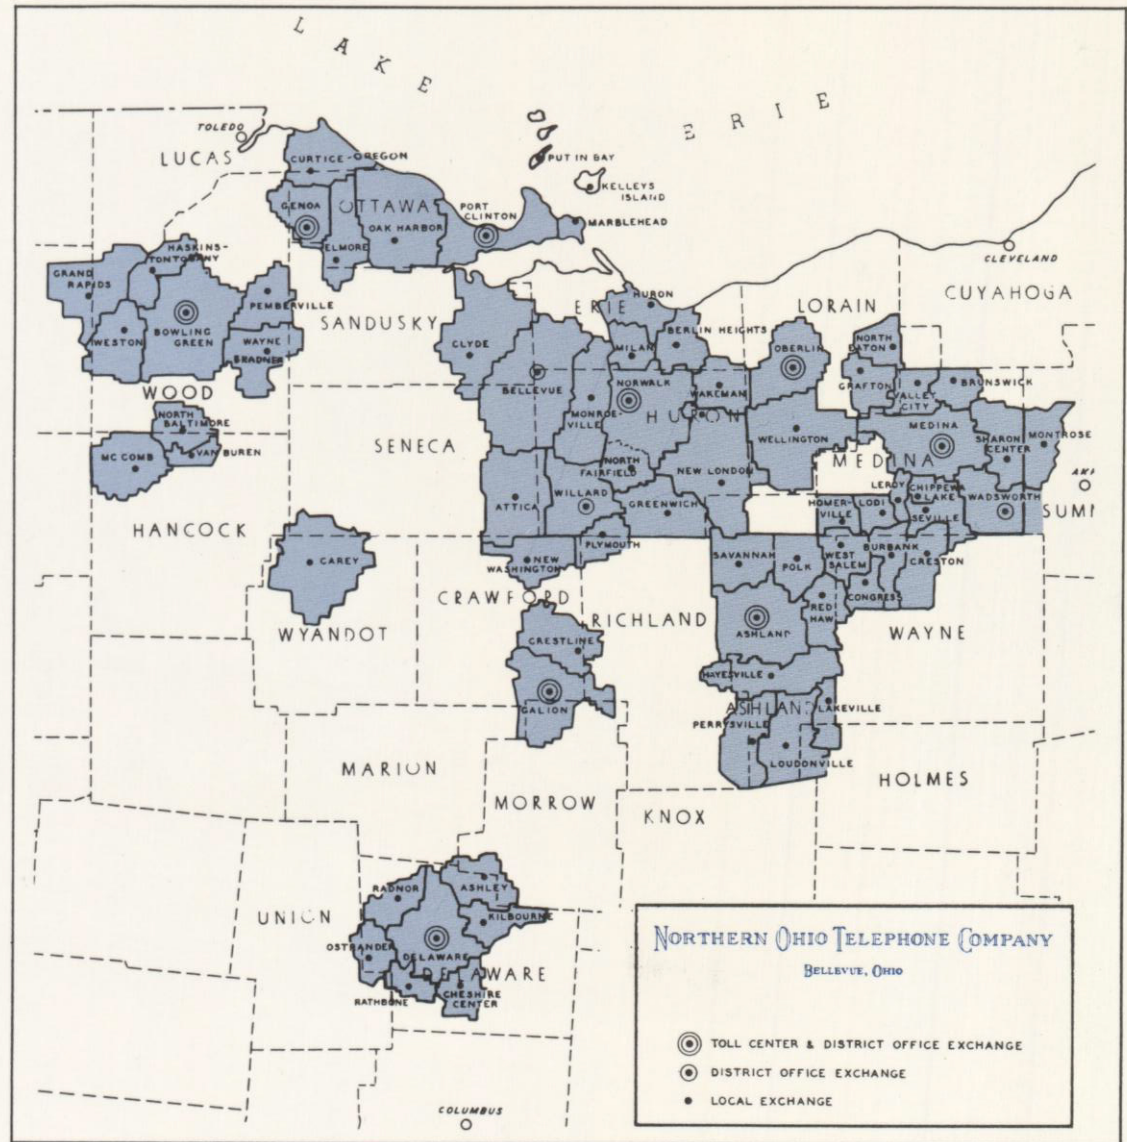 LAKE
ERIE
TOLEDO
LUCAS
CURTICE-OREGON
PUT IN BAY
KELLEYS
ISLAND
GENOA
OTTAWA
PORT
CLINTON
MARBLEHEAD
OAK HARBOR
ELMORE
CLEVELAND
HASKINS-
TONTOGANY
GRAND
RAPIDS
PEMBERVILLE
BOWLING
GREEN
WESTON
WAYNE
BRADNER
WOOD
SANDUSKY
ERIE
HURON
LORAIN
CUYAHOGA
CLYDE
MILAN
BERLIN HEIGHTS
OBERLIN
NORTH
EATON
BELLEVUE
NORWALK
WAKEMAN
GRAFTON
VALLEY
CITY
BRUNSWICK
NORTH
BALTIMORE
MONROE
VILLE
HURON
WELLINGTON
MEDINA
SHARON
CENTER
MONTROSE
MC COMB
VAN BUREN
SENECA
NORTH
FAIRFIELD
NEW LONDON
MEDINA
AKR
SUMM
ATTICA
WILLARD
GREENWICH
HOMER-
VILLE
LODI
LEROY
CHIPPEWA
LAKE
SEVILLE
WADSWORTH
HANCOCK
CAREY
NEW
WASHINGTON
PLYMOUTH
SAVANNAH
POLK
WEST
SALEM
BURBANK
CRESTON
CONGRESS
CRAWFORD
RICHLAND
RED
HAW
WYANDOT
CRESTLINE
ASHLAND
WAYNE
GALION
HAYESVILLE
ASHLAND
LAKEVILLE
PERRYSVILLE
LOUDONVILLE
MARION
MORROW
KNOX
HOLMES
UNION
RADNOR
ASHLEY
KILBOURNE
OSTRANDER
DELAWARE
DELAWARE
RATHBONE
CHESHIRE
CENTER
COLUMBUS
NORTHERN OHIO TELEPHONE COMPANY
BELLEVUE, OHIO
TOLL CENTER & DISTRICT OFFICE EXCHANGE
DISTRICT OFFICE EXCHANGE
LOCAL EXCHANGE